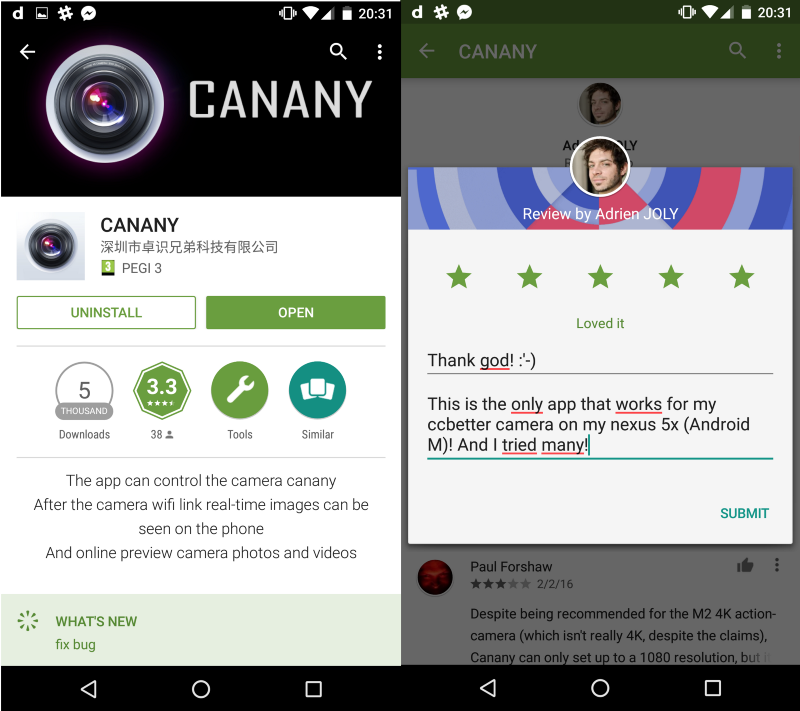 20:31
CANANY
CANANY
深圳市卓识兄弟科技有限公司
3 PEGI 3
UNINSTALL
OPEN
5
THOUSAND
Downloads
3.3
38
Tools
Similar
The app can control the camera canany
After the camera wifi link real-time images can be
seen on the phone
And online preview camera photos and videos
WHAT'S NEW
fix bug
d
20:31
CANANY
Review by Adrien JOLY
Loved it
Thank god! :'-)
This is the only app that works for my
ccbetter camera on my nexus 5x (Android
M)! And I tried many!
SUBMIT
Paul Forshaw
2/2/16
Despite being recommended for the M2 4K action-
camera (which isn't really 4K, despite the claims),
Canany can only set up to a 1080 resolution, but